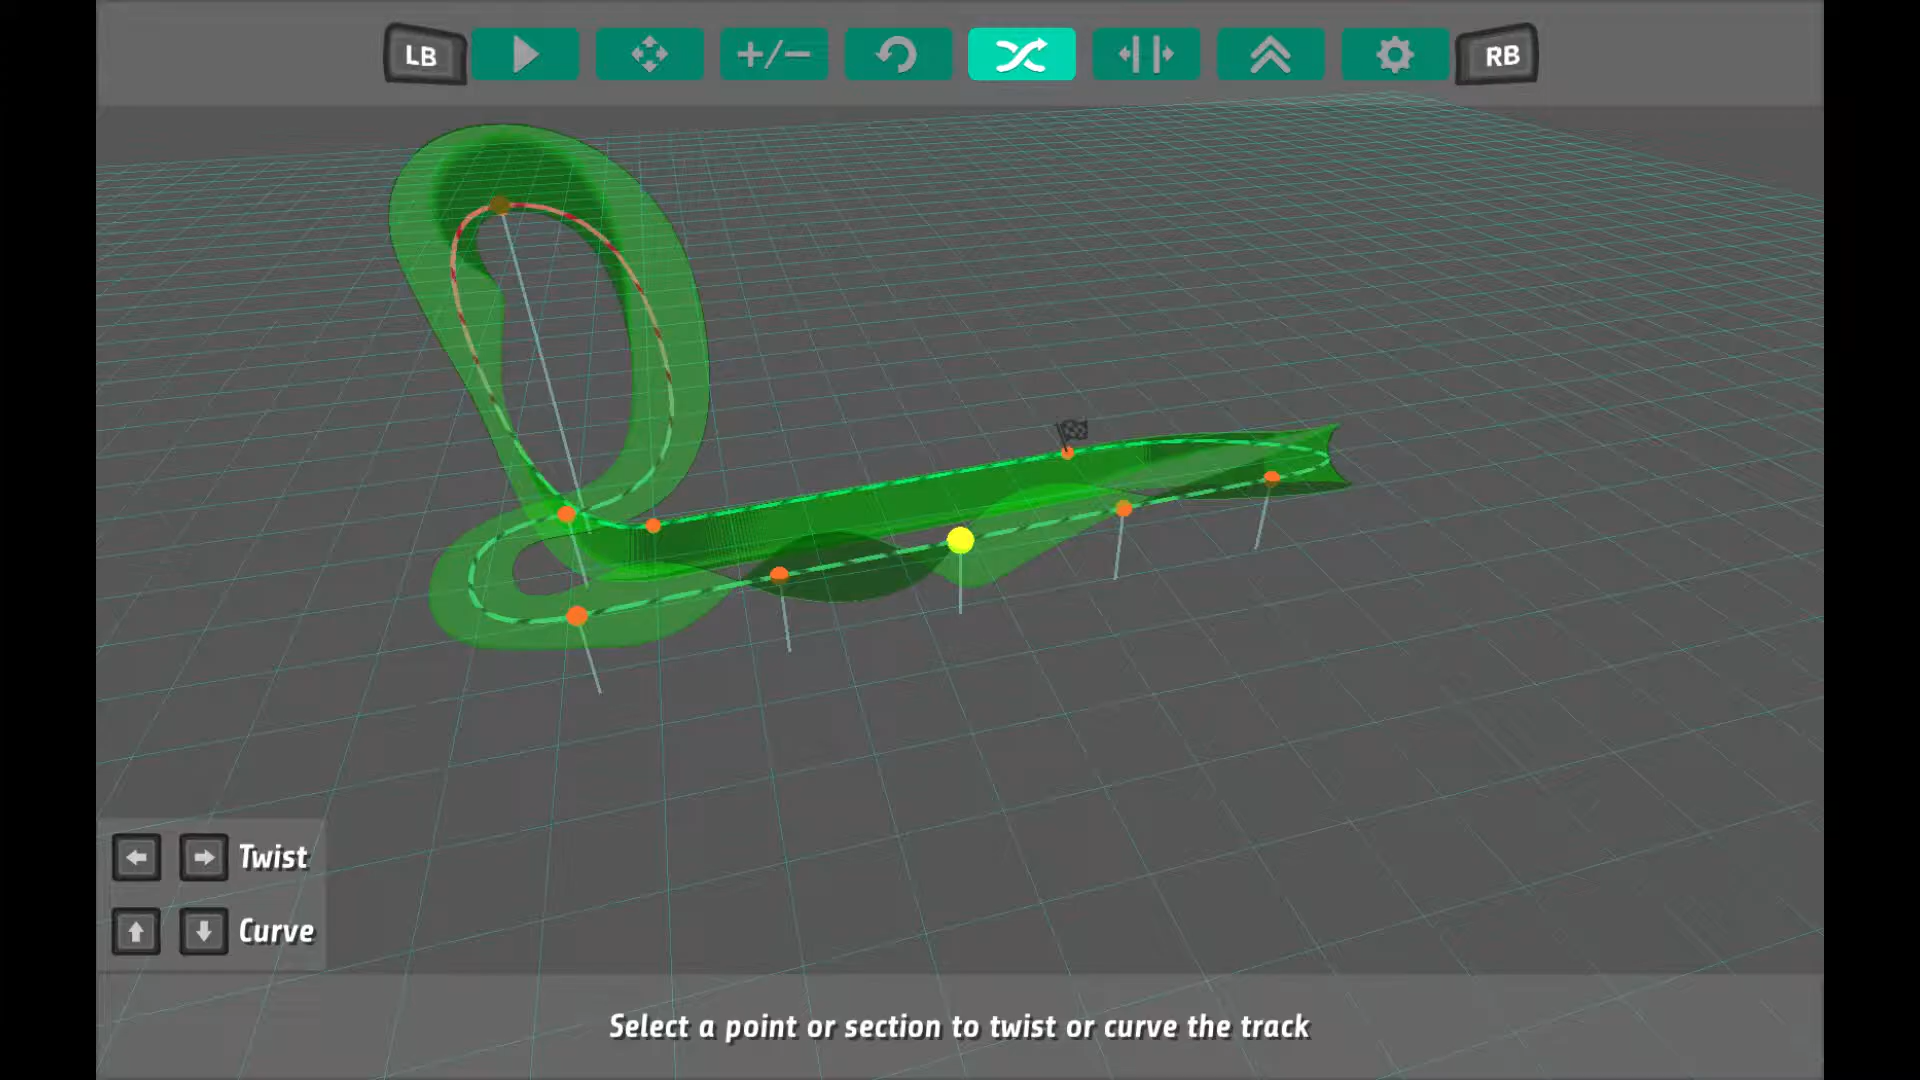 LB
+/−
RB
Twist
Curve
Select a point or section to twist or curve the track